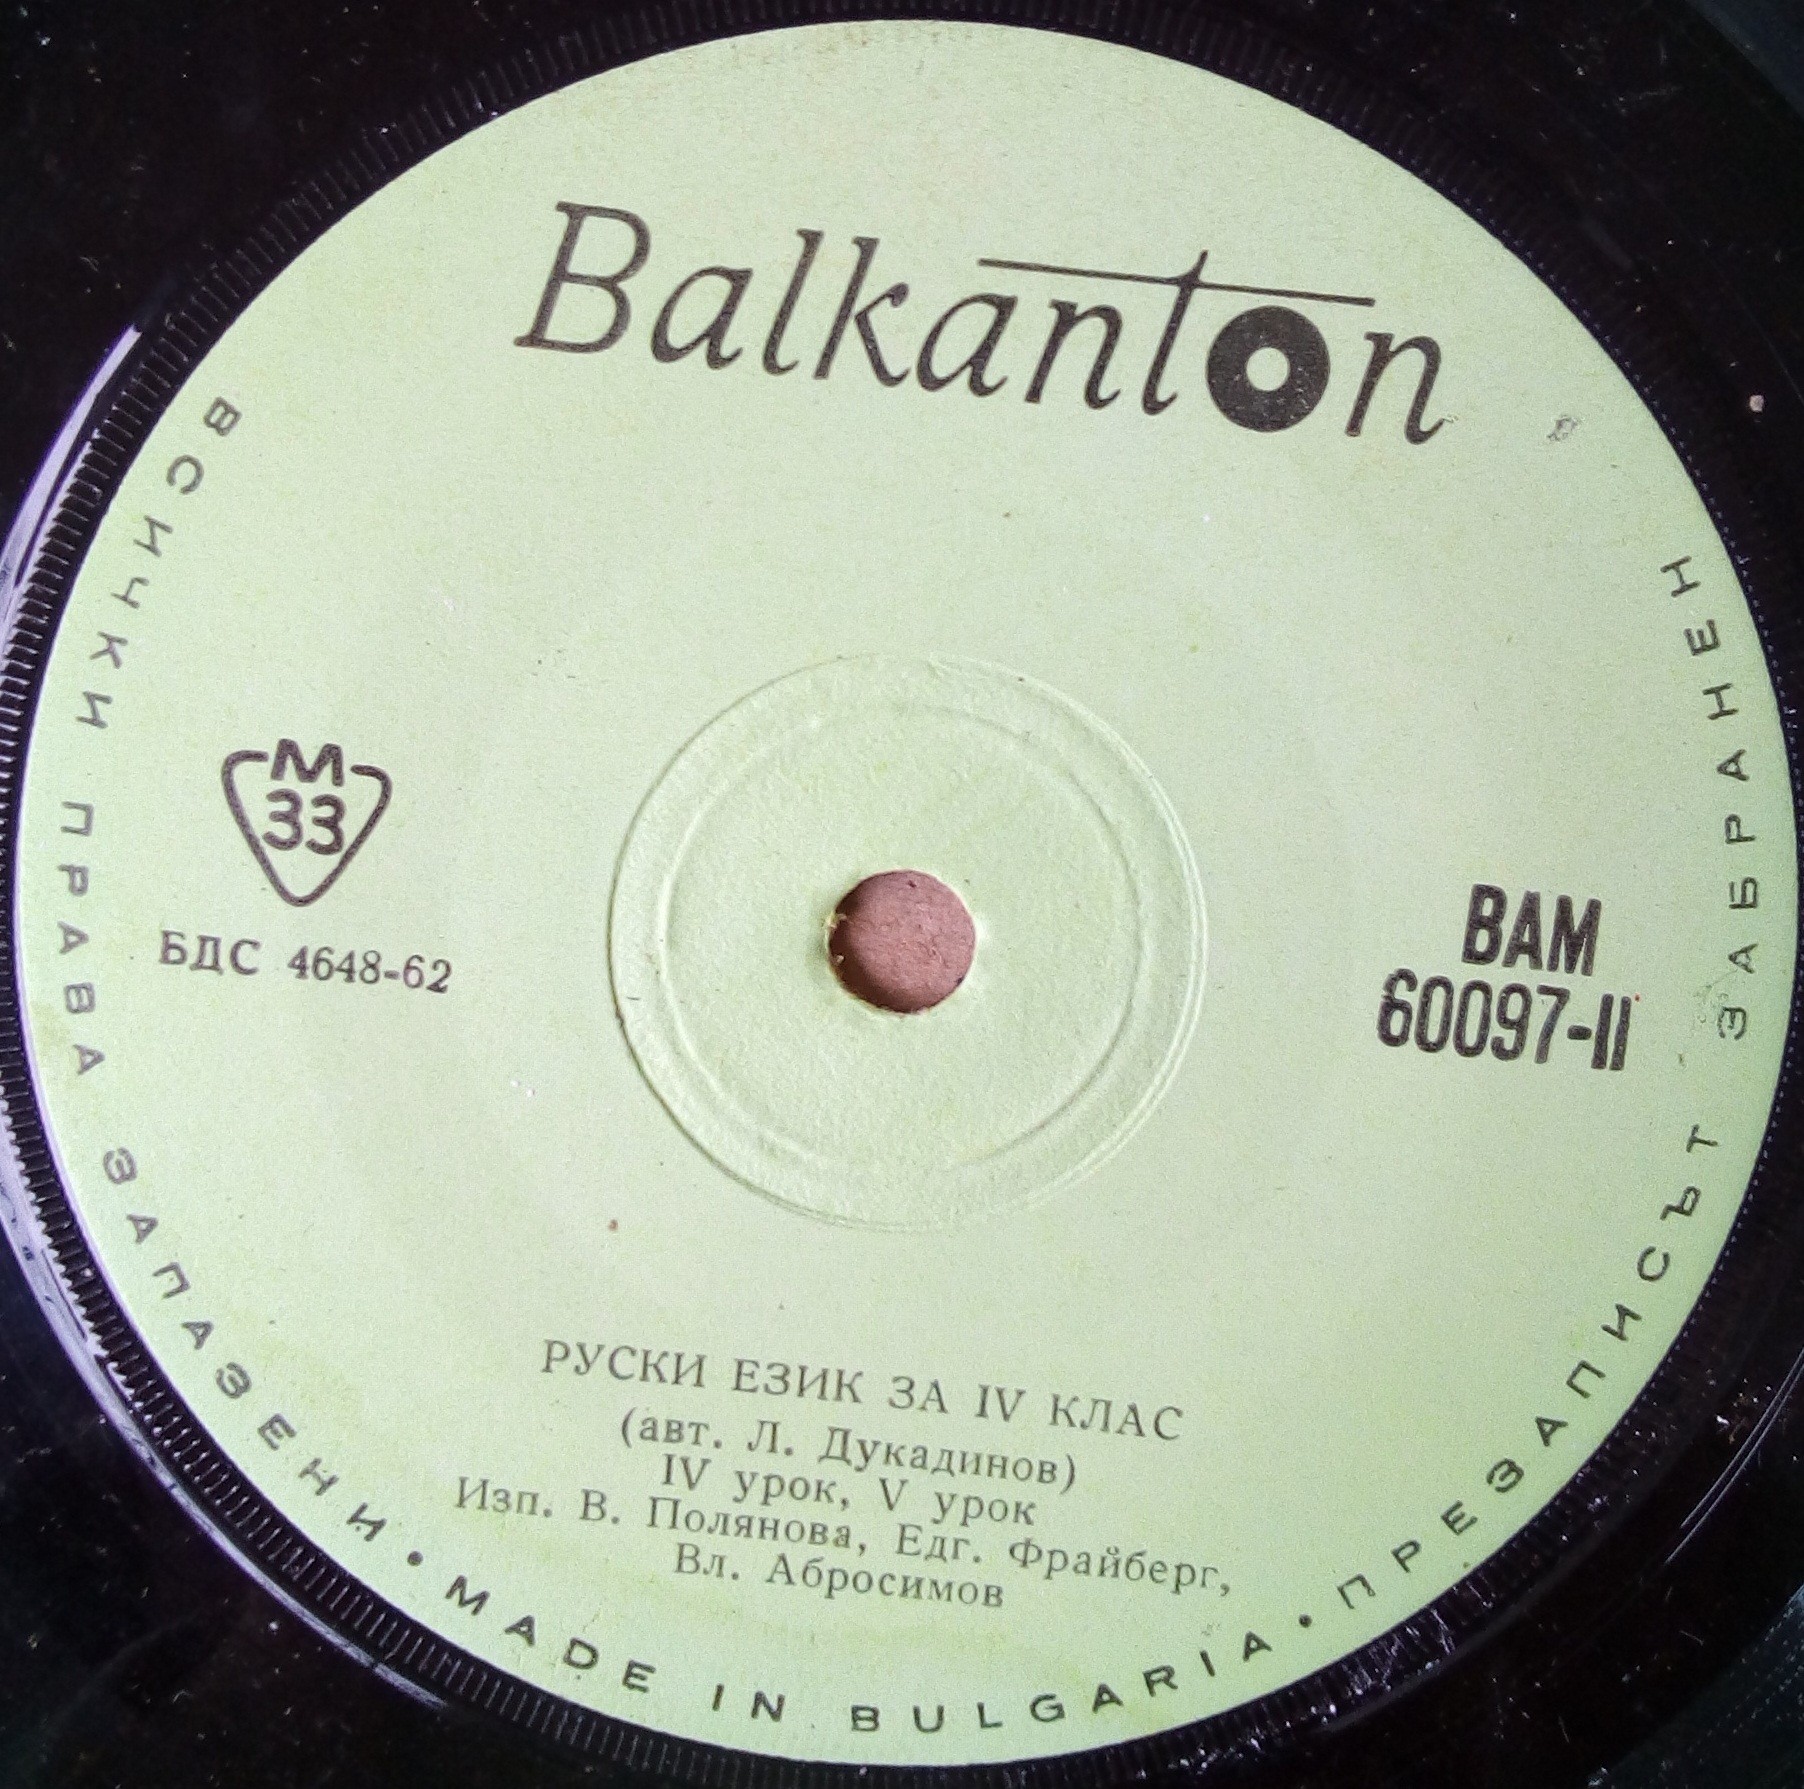 Balkanton
М
33
БДС 4648-62
ВАМ
60097-II
РУСКИ ЕЗИК ЗА IV КЛАС
(авт. Л. Дукадинов)
IV урок, V урок
Изп. В. Полянова, Едг. Фрайберг,
Вл. Абросимов
ВСИЧКИ ПРАВА ЗАПАЗЕНИ • MADE IN BULGARIA • ПРЕЗАПИСЪТ ЗАБРАНЕН